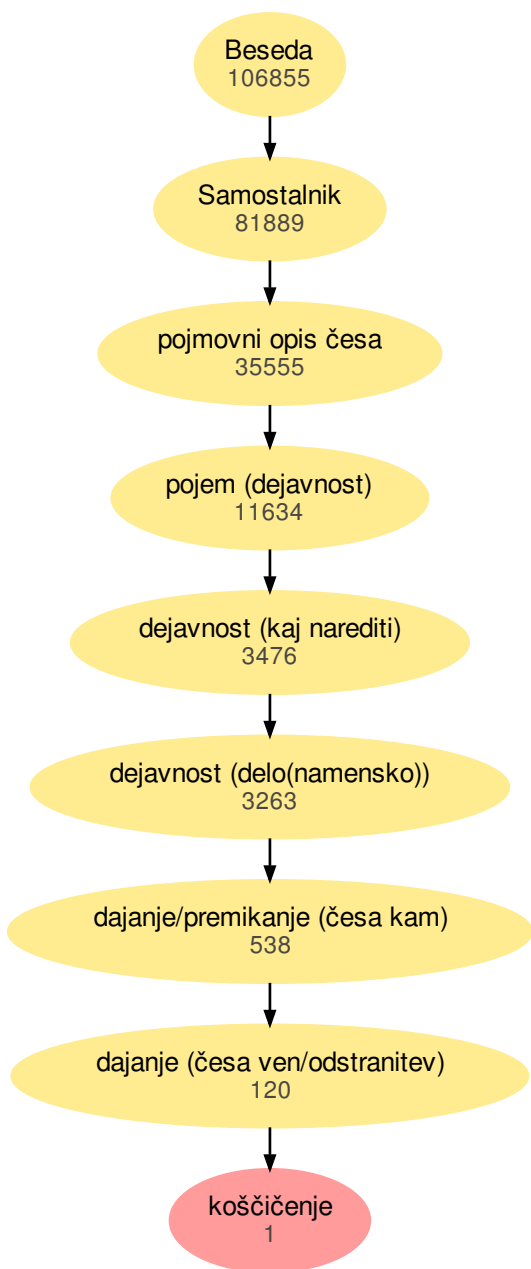 Beseda
106855
Samostalnik
81889
pojmovni opis česa
35555
pojem (dejavnost)
11634
dejavnost (kaj narediti)
3476
dejavnost (delo(namensko))
3263
dajanje/premikanje (česa kam)
538
dajanje (česa ven/odstranitev)
120
koščičenje
1